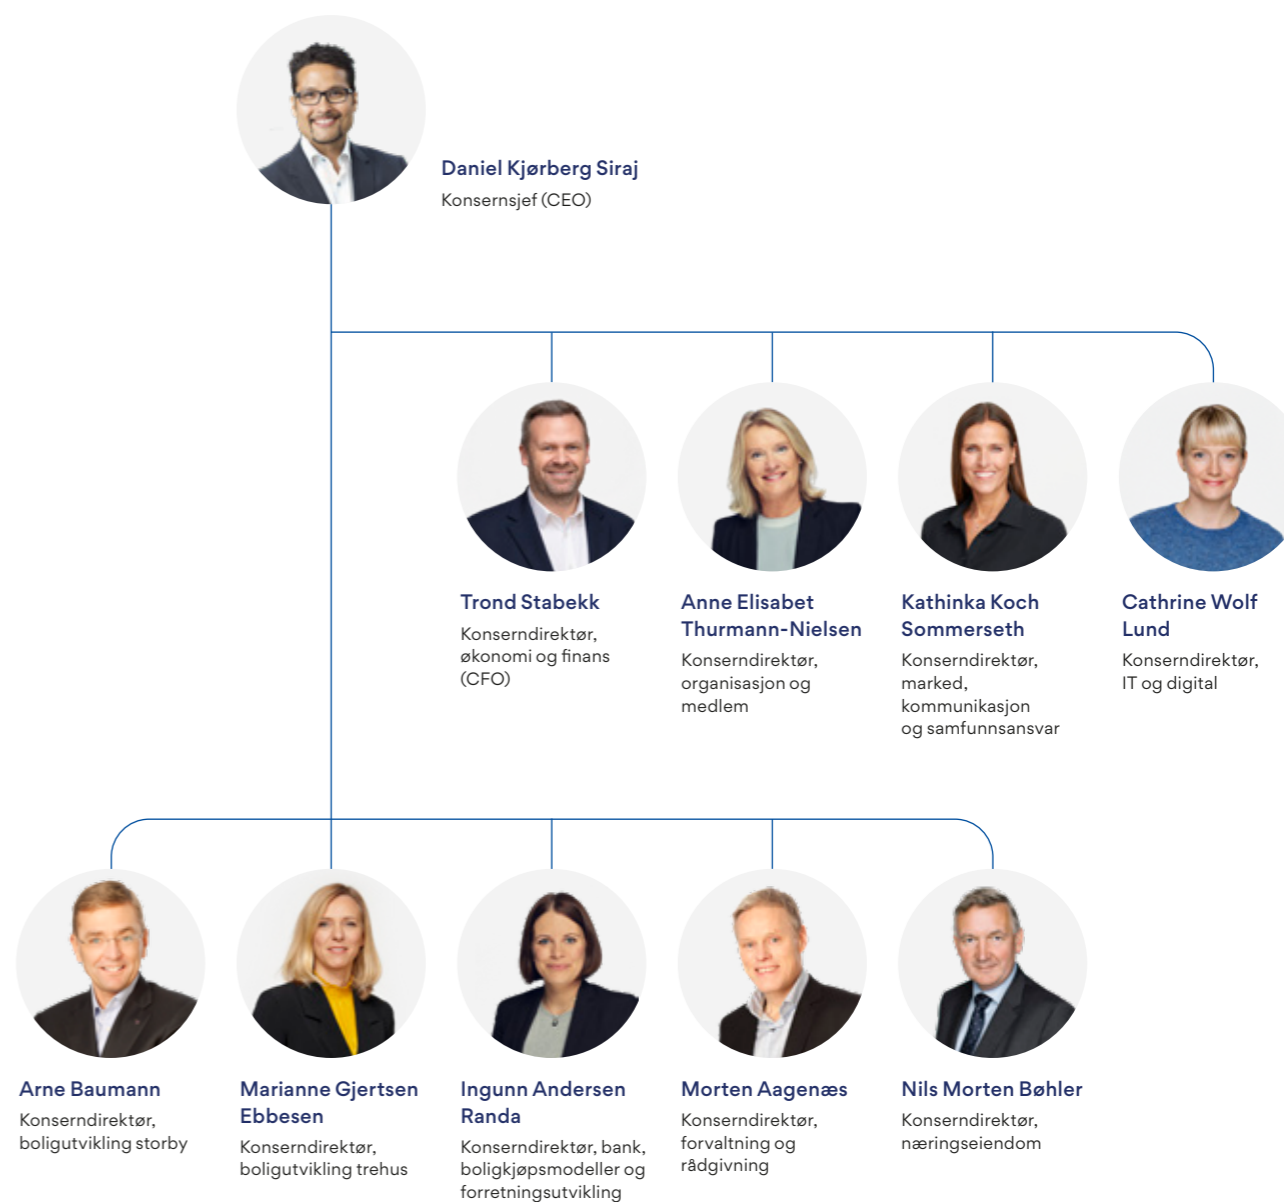 Daniel Kjørberg Siraj
Konsernsjef (CEO)
Trond Stabekk
Konserndirektør,
økonomi og finans
(CFO)
Anne Elisabet
Thurmann-Nielsen
Konserndirektør,
organisasjon og
medlem
Kathinka Koch
Sommerseth
Konserndirektør,
marked,
kommunikasjon
og samfunnsansvar
Cathrine Wolf
Lund
Konserndirektør,
IT og digital
Arne Baumann
Konserndirektør,
boligutvikling storby
Marianne Gjertsen
Ebbesen
Konserndirektør,
boligutvikling trehus
Ingunn Andersen
Randa
Konserndirektør, bank,
boligkjøpsmodeller og
forretningsutvikling
Morten Aagenæs
Konserndirektør,
forvaltning og
rådgivning
Nils Morten Bøhler
Konserndirektør,
næringseiendom